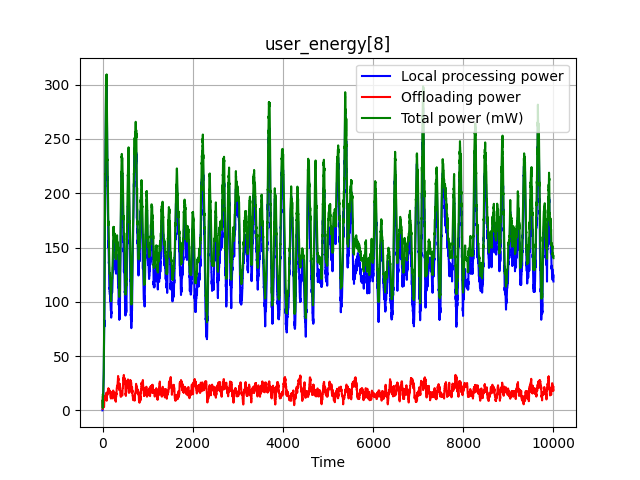 user_energy[8]
Local processing power
Offloading power
Total power (mW)
300
250
200
150
100
50
0
0 2000 4000 6000 8000 10000
Time